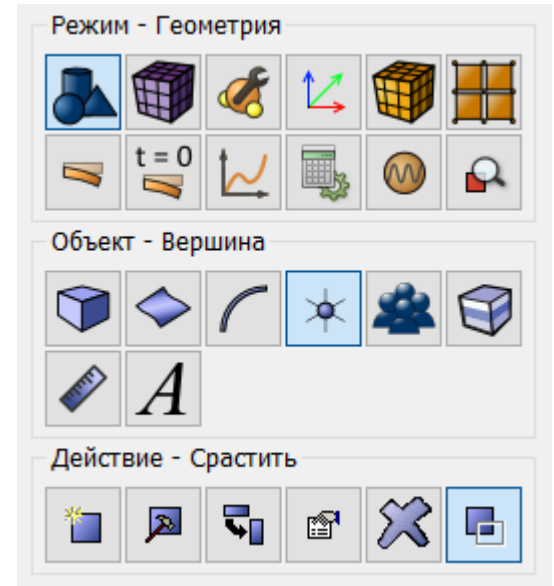 Режим - Геометрия
t = 0
Объект - Вершина
A
Действие - Срастить